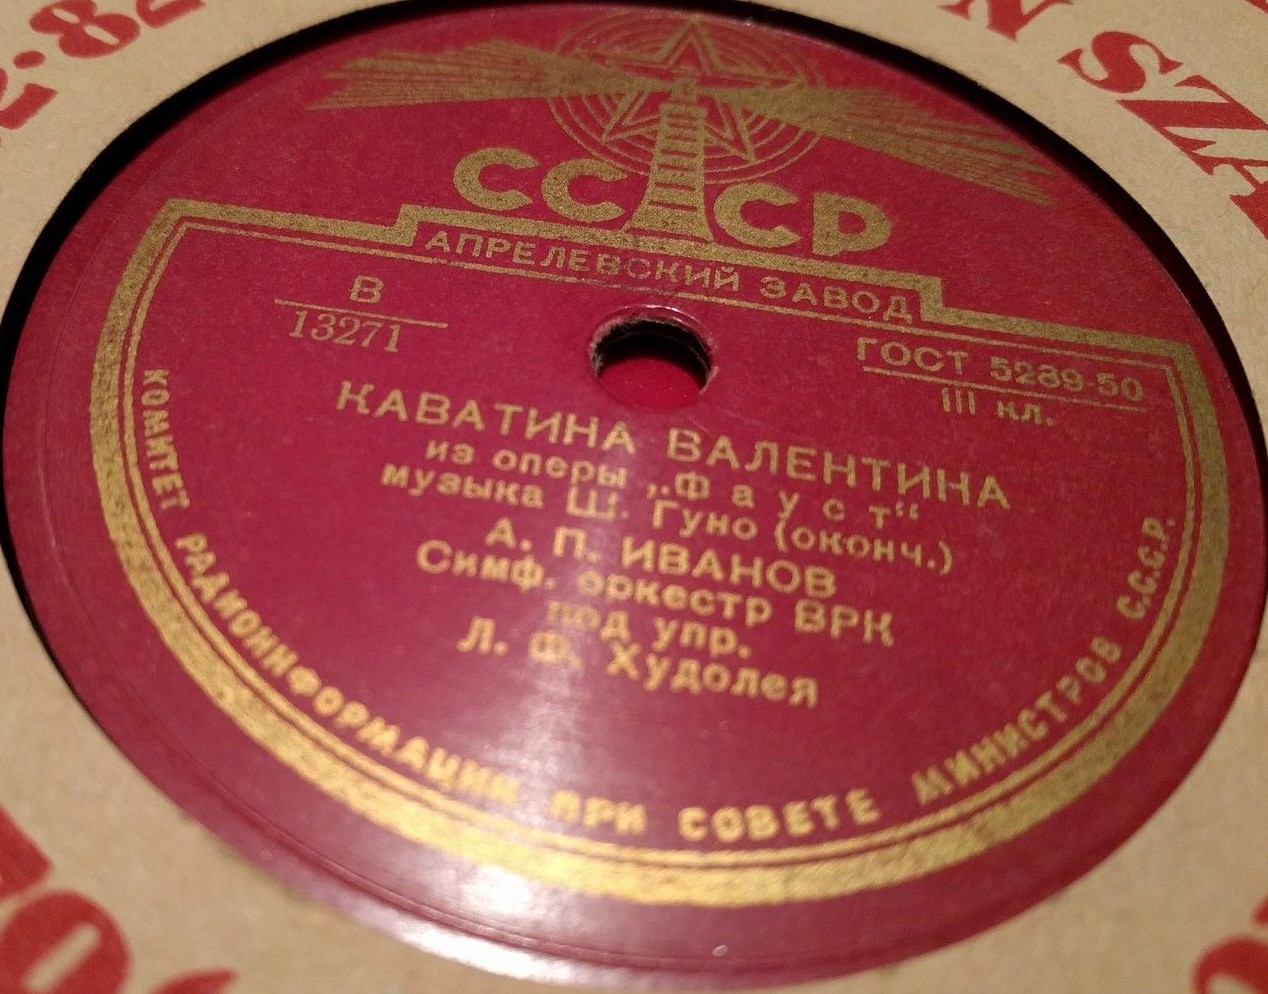 СССР
АПРЕЛЕВСКИЙ ЗАВОД
В
13271
ГОСТ 5289-50
III кл.
КАВАТИНА ВАЛЕНТИНА
из оперы „Фауст“
музыка Ш. Гуно (оконч.)
А. П. ИВАНОВ
Симф. оркестр ВРК
под упр.
Л. Ф. Худолея
КОМИТЕТ РАДИОИНФОРМАЦИИ ПРИ СОВЕТЕ МИНИСТРОВ С.С.С.Р.